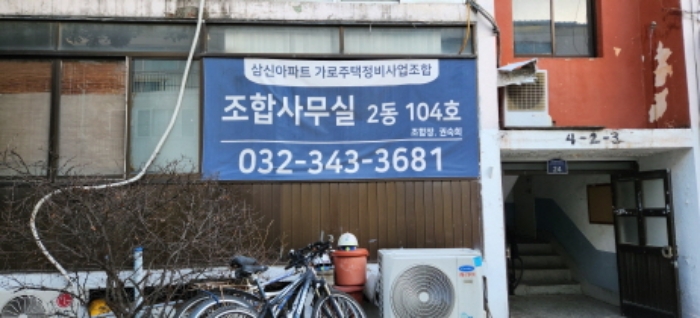 삼신아파트 가로주택정비사업조합
조합사무실 2동 104호
조합장. 권숙희
032-343-3681
4-2-3
24
LG